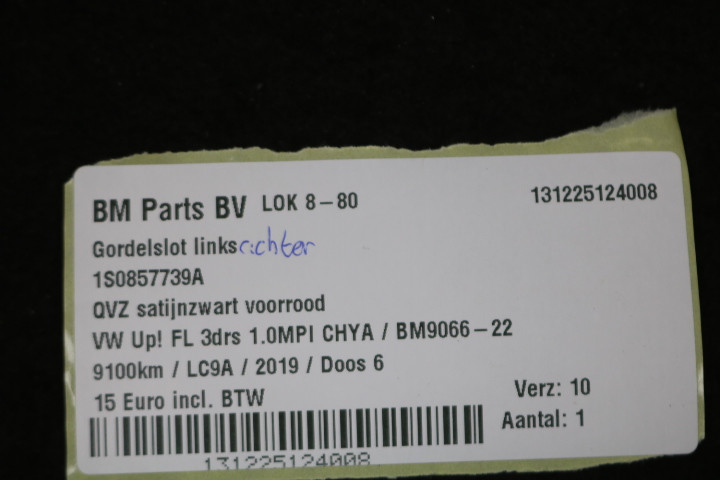 BM Parts BV LOK 8-80 131225124008
Gordelslot links richter
1S0857739A
QVZ satijnzwart voorrood
VW Up! FL 3drs 1.0MPI CHYA / BM9066-22
9100km / LC9A / 2019 / Doos 6
15 Euro incl. BTW Verz: 10
Aantal: 1
131225124008